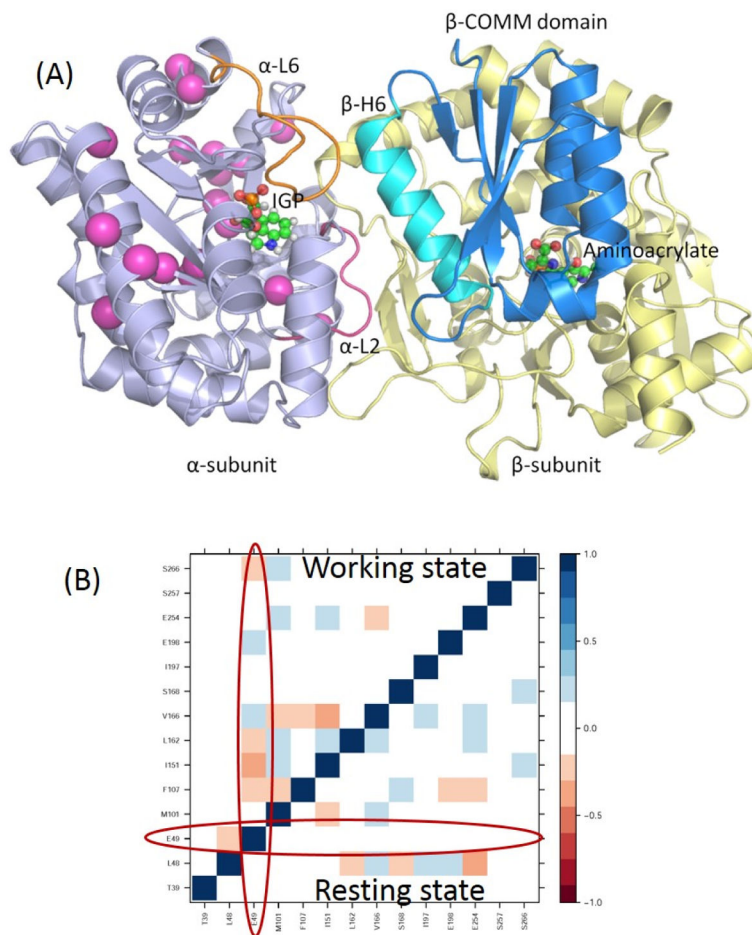 (A)
α-L6
β-COMM domain
β-H6
IGP
Aminoacrylate
α-L2
α-subunit
β-subunit
(B)
Working state
Resting state
S266
S257
E254
E198
I197
S168
V166
L162
I151
F107
M101
E49
L48
T39
T39
L48
E49
M101
F107
I151
L162
V166
S168
I197
E198
E254
S257
S266
1.0
0.5
0.0
−0.5
−1.0